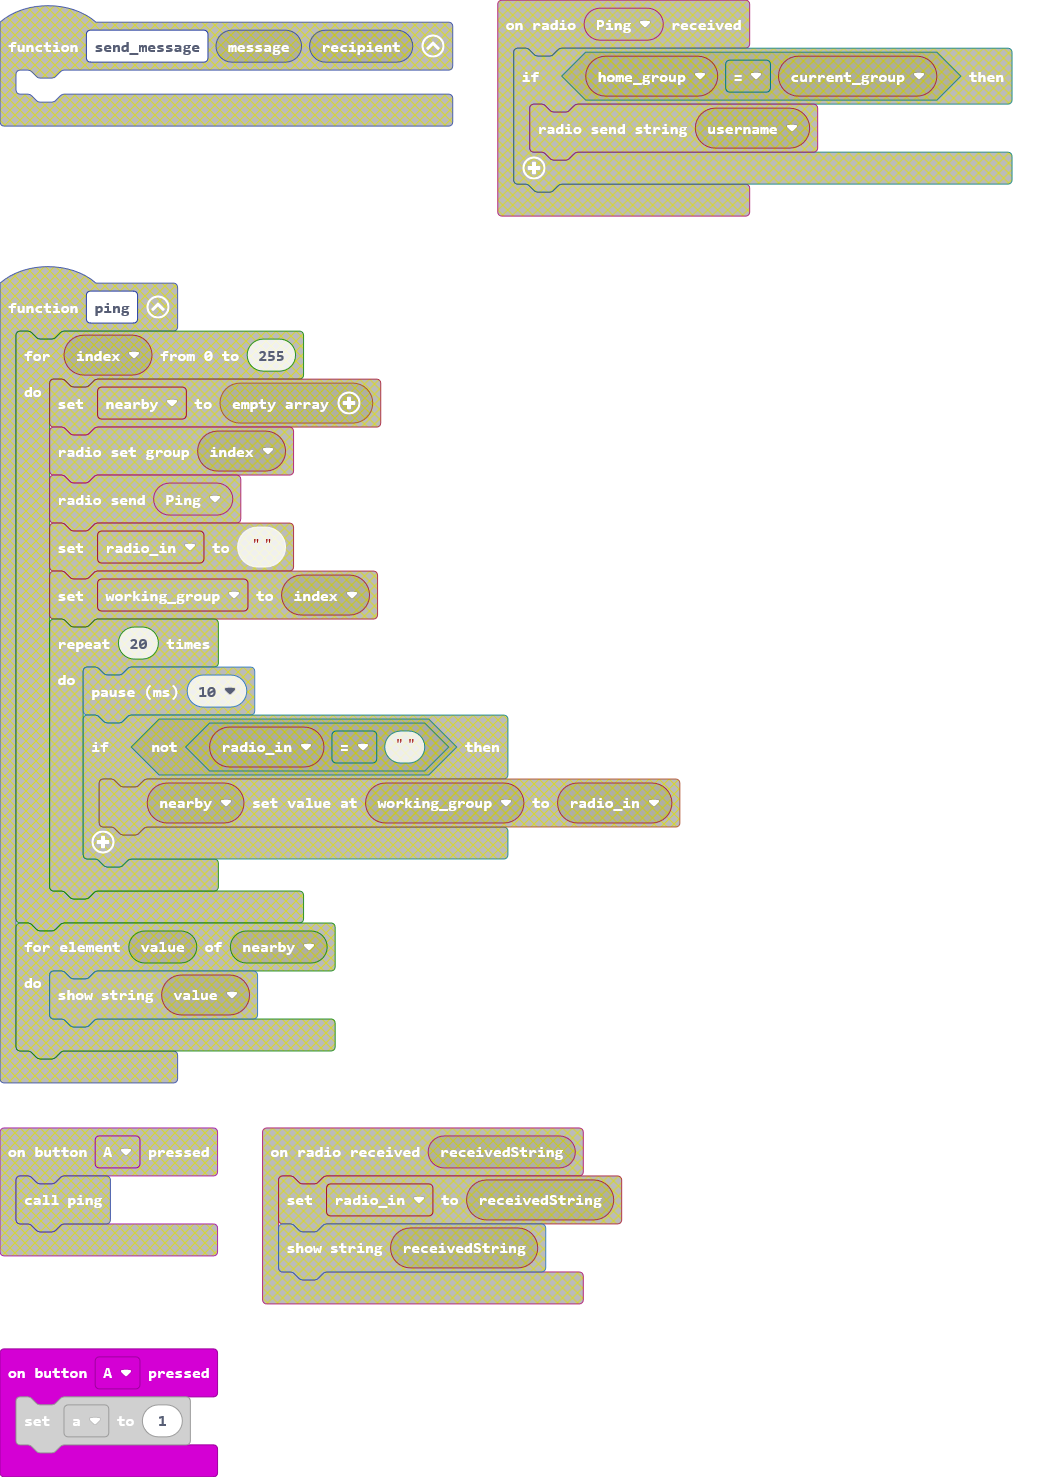 function send_message message recipient
on radio Ping received
if home_group = current_group then
radio send string username
function ping
for index from 0 to 255
do
set nearby to empty array
radio set group index
radio send Ping
set radio_in to " "
set working_group to index
repeat 20 times
do
pause (ms) 10
if not radio_in = " " then
nearby set value at working_group to radio_in
for element value of nearby
do
show string value
on button A pressed
call ping
on radio received receivedString
set radio_in to receivedString
show string receivedString
on button A pressed
set a to 1